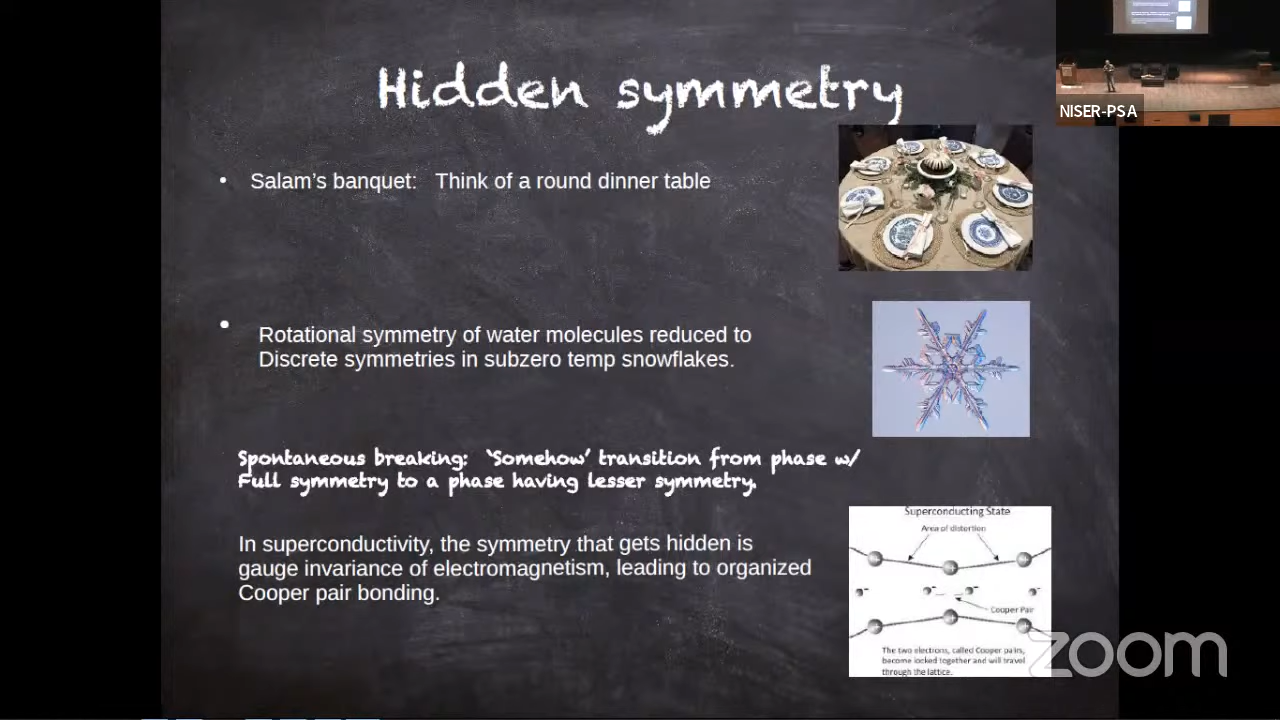 Hidden symmetry
NISER-PSA
• Salam's banquet: Think of a round dinner table
• Rotational symmetry of water molecules reduced to
Discrete symmetries in subzero temp snowflakes.
Spontaneous breaking: 'Somehow' transition from phase w/
Full symmetry to a phase having lesser symmetry.
In superconductivity, the symmetry that gets hidden is
gauge invariance of electromagnetism, leading to organized
Cooper pair bonding.
Superconducting State
Area of distortion
Cooper Pair
The two electrons, called Cooper pairs,
become locked together and will travel
through the lattice.
zoom